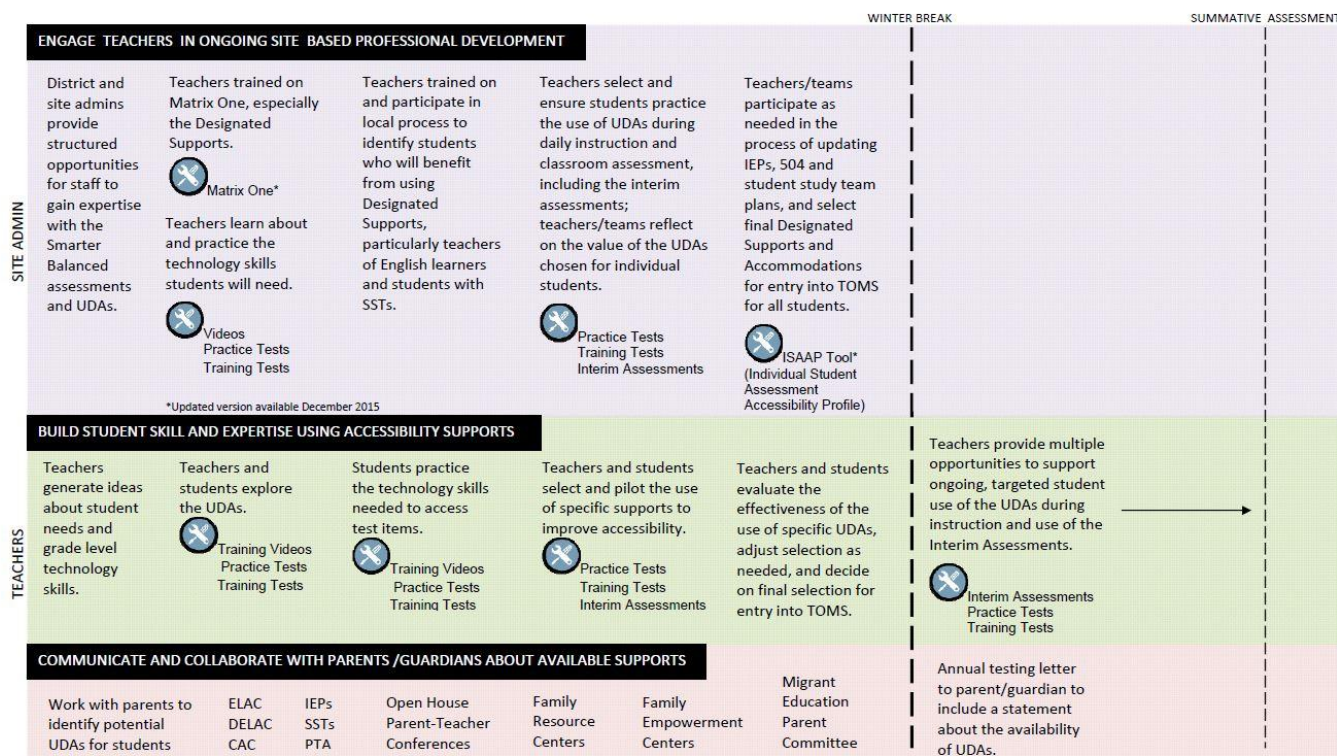 WINTER BREAK
SUMMATIVE ASSESSMENT
ENGAGE TEACHERS IN ONGOING SITE BASED PROFESSIONAL DEVELOPMENT
SITE ADMIN
District and
site admins
provide
structured
opportunities
for staff to
gain expertise
with the
Smarter
Balanced
assessments
and UDAs.
Teachers trained on
Matrix One, especially
the Designated
Supports.
Matrix One*
Teachers learn about
and practice the
technology skills
students will need.
Videos
Practice Tests
Training Tests
*Updated version available December 2015
Teachers trained on
and participate in
local process to
identify students
who will benefit
from using
Designated
Supports,
particularly teachers
of English learners
and students with
SSTs.
Teachers select and
ensure students practice
the use of UDAs during
daily instruction and
classroom assessment,
including the interim
assessments;
teachers/teams reflect
on the value of the UDAs
chosen for individual
students.
Practice Tests
Training Tests
Interim Assessments
Teachers/teams
participate as
needed in the
process of updating
IEPs, 504 and
student study team
plans, and select
final Designated
Supports and
Accommodations
for entry into TOMS
for all students.
ISAAP Tool*
(Individual Student
Assessment
Accessibility Profile)
BUILD STUDENT SKILL AND EXPERTISE USING ACCESSIBILITY SUPPORTS
TEACHERS
Teachers
generate ideas
about student
needs and
grade level
technology
skills.
Teachers and
students explore
the UDAs.
Training Videos
Practice Tests
Training Tests
Students practice
the technology skills
needed to access
test items.
Training Videos
Practice Tests
Training Tests
Teachers and students
select and pilot the use
of specific supports to
improve accessibility.
Practice Tests
Training Tests
Interim Assessments
Teachers and students
evaluate the
effectiveness of the
use of specific UDAs,
adjust selection as
needed, and decide
on final selection for
entry into TOMS.
Teachers provide multiple
opportunities to support
ongoing, targeted student
use of the UDAs during
instruction and use of the
Interim Assessments.
Interim Assessments
Practice Tests
Training Tests
COMMUNICATE AND COLLABORATE WITH PARENTS /GUARDIANS ABOUT AVAILABLE SUPPORTS
Work with parents to
identify potential
UDAs for students
ELAC
DELAC
CAC
IEPs
SSTs
PTA
Open House
Parent-Teacher
Conferences
Family
Resource
Centers
Family
Empowerment
Centers
Migrant
Education
Parent
Committee
Annual testing letter
to parent/guardian to
include a statement
about the availability
of UDAs.